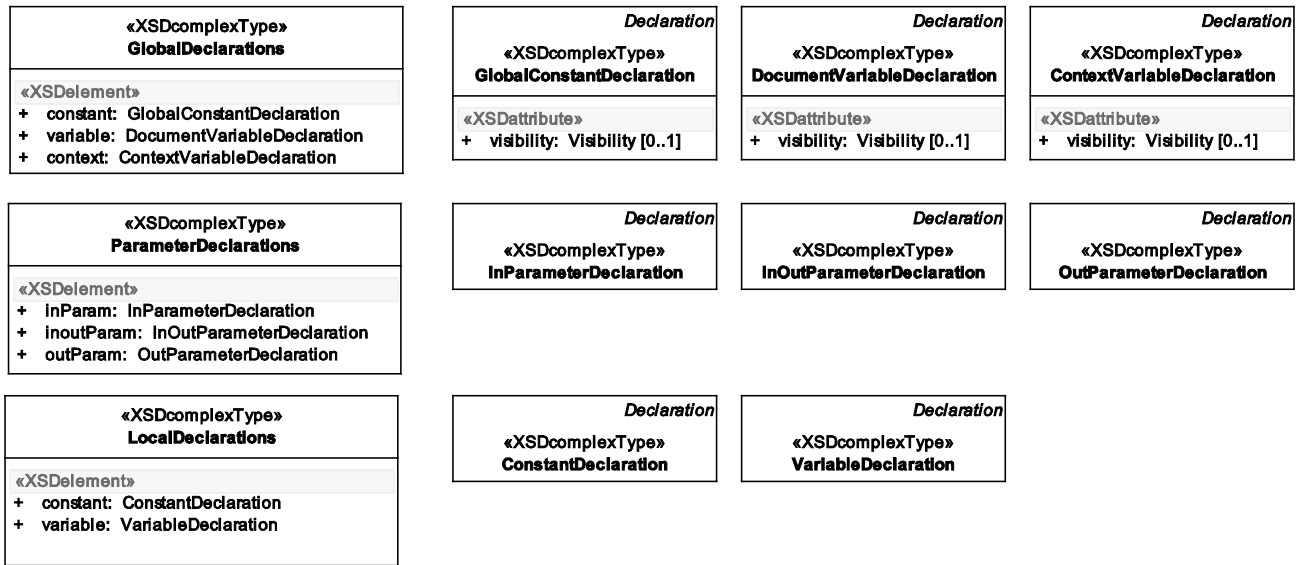 «XSDcomplexType»
GlobalDeclarations
«XSDelement»
+ constant: GlobalConstantDeclaration
+ variable: DocumentVariableDeclaration
+ context: ContextVariableDeclaration
Declaration
«XSDcomplexType»
GlobalConstantDeclaration
«XSDattribute»
+ visibility: Visibility [0..1]
Declaration
«XSDcomplexType»
DocumentVariableDeclaration
«XSDattribute»
+ visibility: Visibility [0..1]
Declaration
«XSDcomplexType»
ContextVariableDeclaration
«XSDattribute»
+ visibility: Visibility [0..1]
«XSDcomplexType»
ParameterDeclarations
«XSDelement»
+ inParam: InParameterDeclaration
+ inoutParam: InOutParameterDeclaration
+ outParam: OutParameterDeclaration
Declaration
«XSDcomplexType»
InParameterDeclaration
Declaration
«XSDcomplexType»
InOutParameterDeclaration
Declaration
«XSDcomplexType»
OutParameterDeclaration
«XSDcomplexType»
LocalDeclarations
«XSDelement»
+ constant: ConstantDeclaration
+ variable: VariableDeclaration
Declaration
«XSDcomplexType»
ConstantDeclaration
Declaration
«XSDcomplexType»
VariableDeclaration